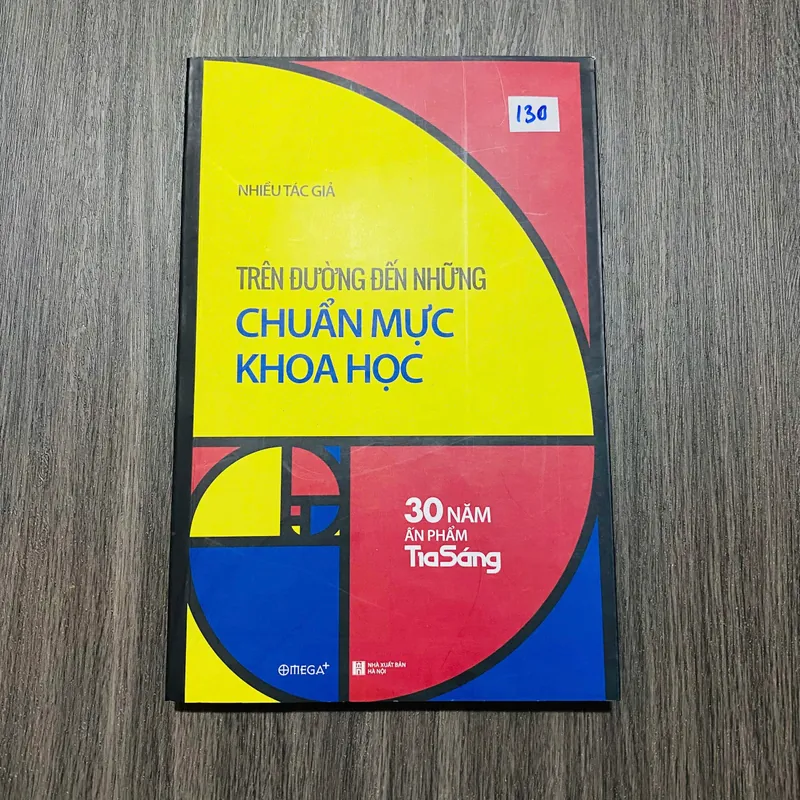 130
NHIỀU TÁC GIẢ
TRÊN ĐƯỜNG ĐẾN NHỮNG
CHUẨN MỰC
KHOA HỌC
30 NĂM
ẤN PHẨM
TiaSáng
OMEGA+
NHÀ XUẤT BẢN
HÀ NỘI